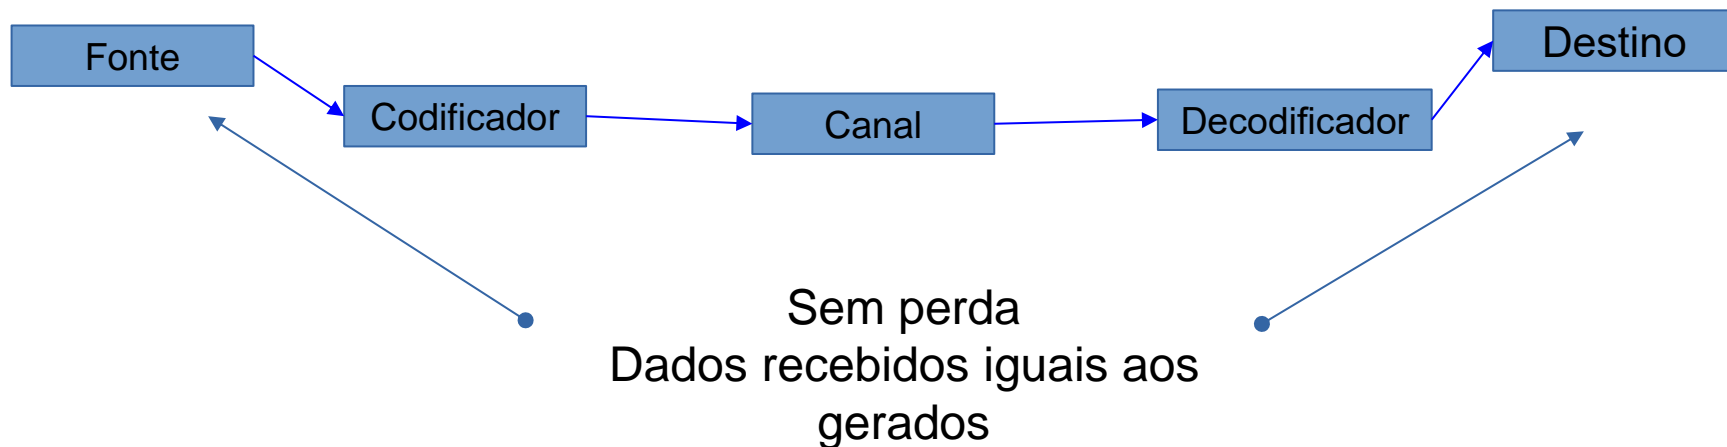 Fonte
Codificador
Canal
Decodificador
Destino
Sem perda
Dados recebidos iguais aos
gerados